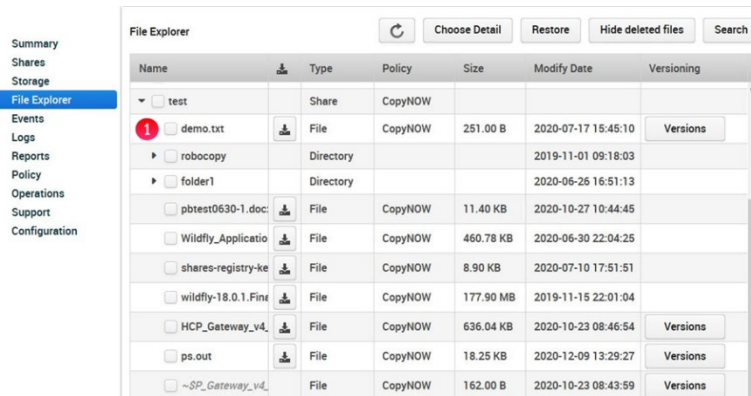 Summary
Shares
Storage
File Explorer
Events
Logs
Reports
Policy
Operations
Support
Configuration
File Explorer Choose Detail Restore Hide deleted files Search
Name Type Policy Size Modify Date Versioning
test Share CopyNOW
1 demo.txt File CopyNOW 251.00 B 2020-07-17 15:45:10 Versions
robocopy Directory 2019-11-01 09:18:03
folder1 Directory 2020-06-26 16:51:13
pbtest0630-1.doc: File CopyNOW 11.40 KB 2020-10-27 10:44:45
Wildfly_Applicatio File CopyNOW 460.78 KB 2020-06-30 22:04:25
shares-registry-ke File CopyNOW 8.90 KB 2020-07-10 17:51:51
wildfly-18.0.1.Fina File CopyNOW 177.90 MB 2019-11-15 22:01:04
HCP_Gateway_v4_ File CopyNOW 636.04 KB 2020-10-23 08:46:54 Versions
ps.out File CopyNOW 18.25 KB 2020-12-09 13:29:27 Versions
~SP_Gateway_v4_ File CopyNOW 162.00 B 2020-10-23 08:43:59 Versions